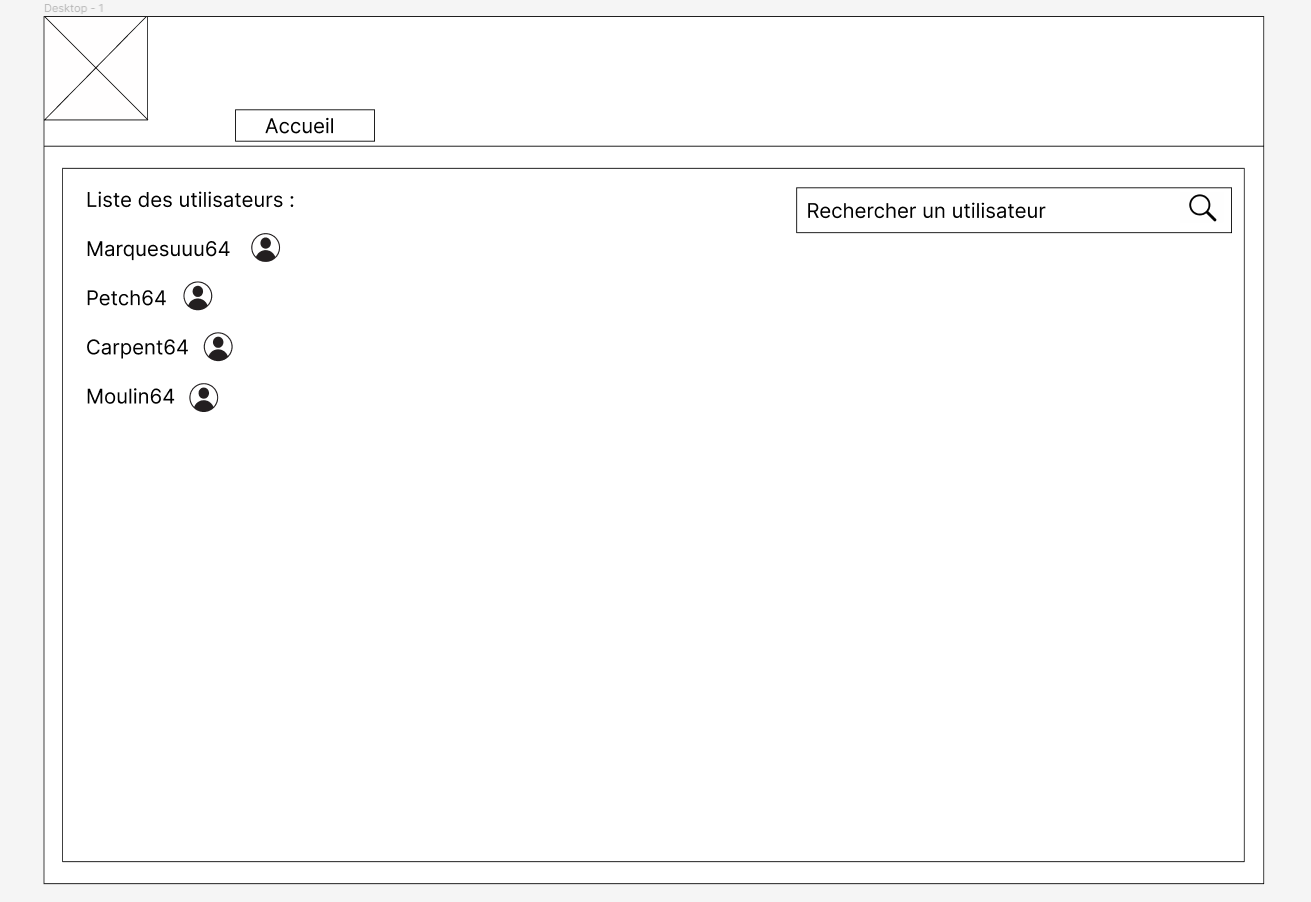 Desktop - 1
Accueil
Liste des utilisateurs :
Rechercher un utilisateur
Marquesuuu64
Petch64
Carpent64
Moulin64